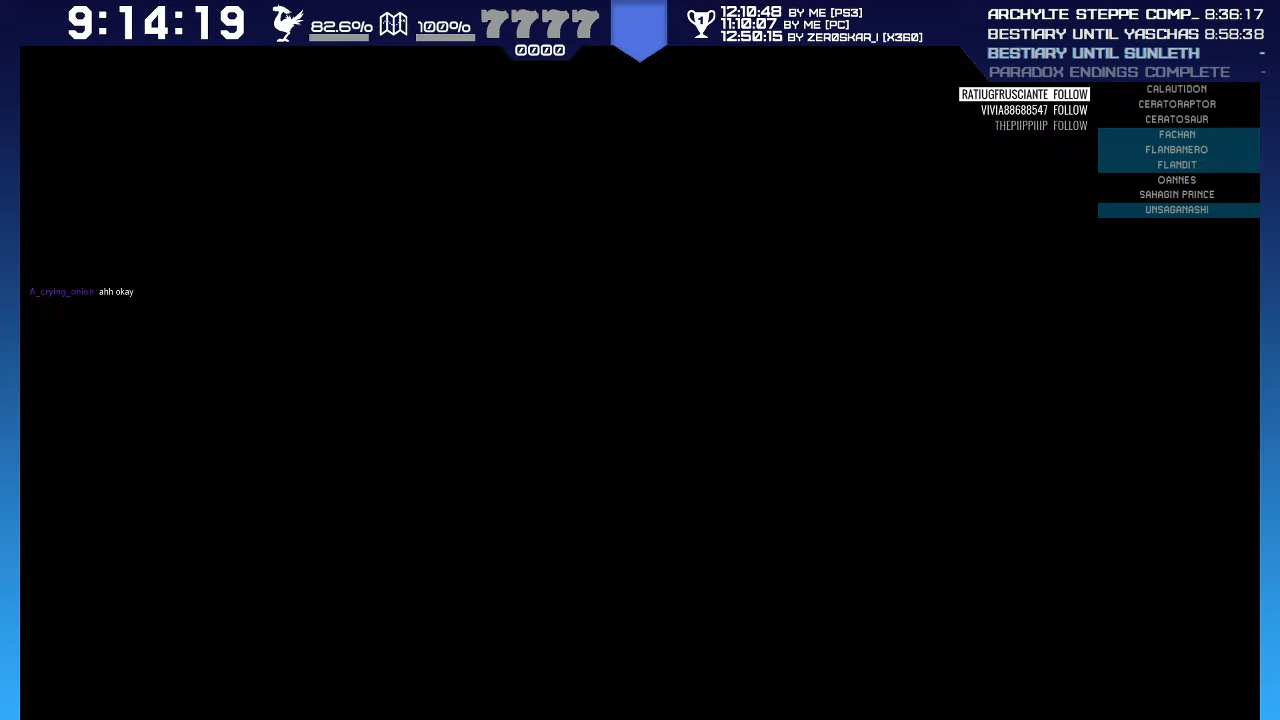 9:14:19
82.6%
100%
7777
0000
12:10:48 BY ME [PS3]
11:10:07 BY ME [PC]
12:50:15 BY ZER0SKAR_I [X360]
ARCHYLTE STEPPE COMP_ 8:36:17
BESTIARY UNTIL YASCHAS 8:58:38
BESTIARY UNTIL SUNLETH -
PARADOX ENDINGS COMPLETE -
RATIUGFRUSCIANTE FOLLOW
VIVIA88688547 FOLLOW
THEPIIPPIIIP FOLLOW
CALAUTIDON
CERATORAPTOR
CERATOSAUR
FACHAN
FLANBANERO
FLANDIT
OANNES
SAHAGIN PRINCE
UNSAGANASHI
A_crying_onion ahh okay